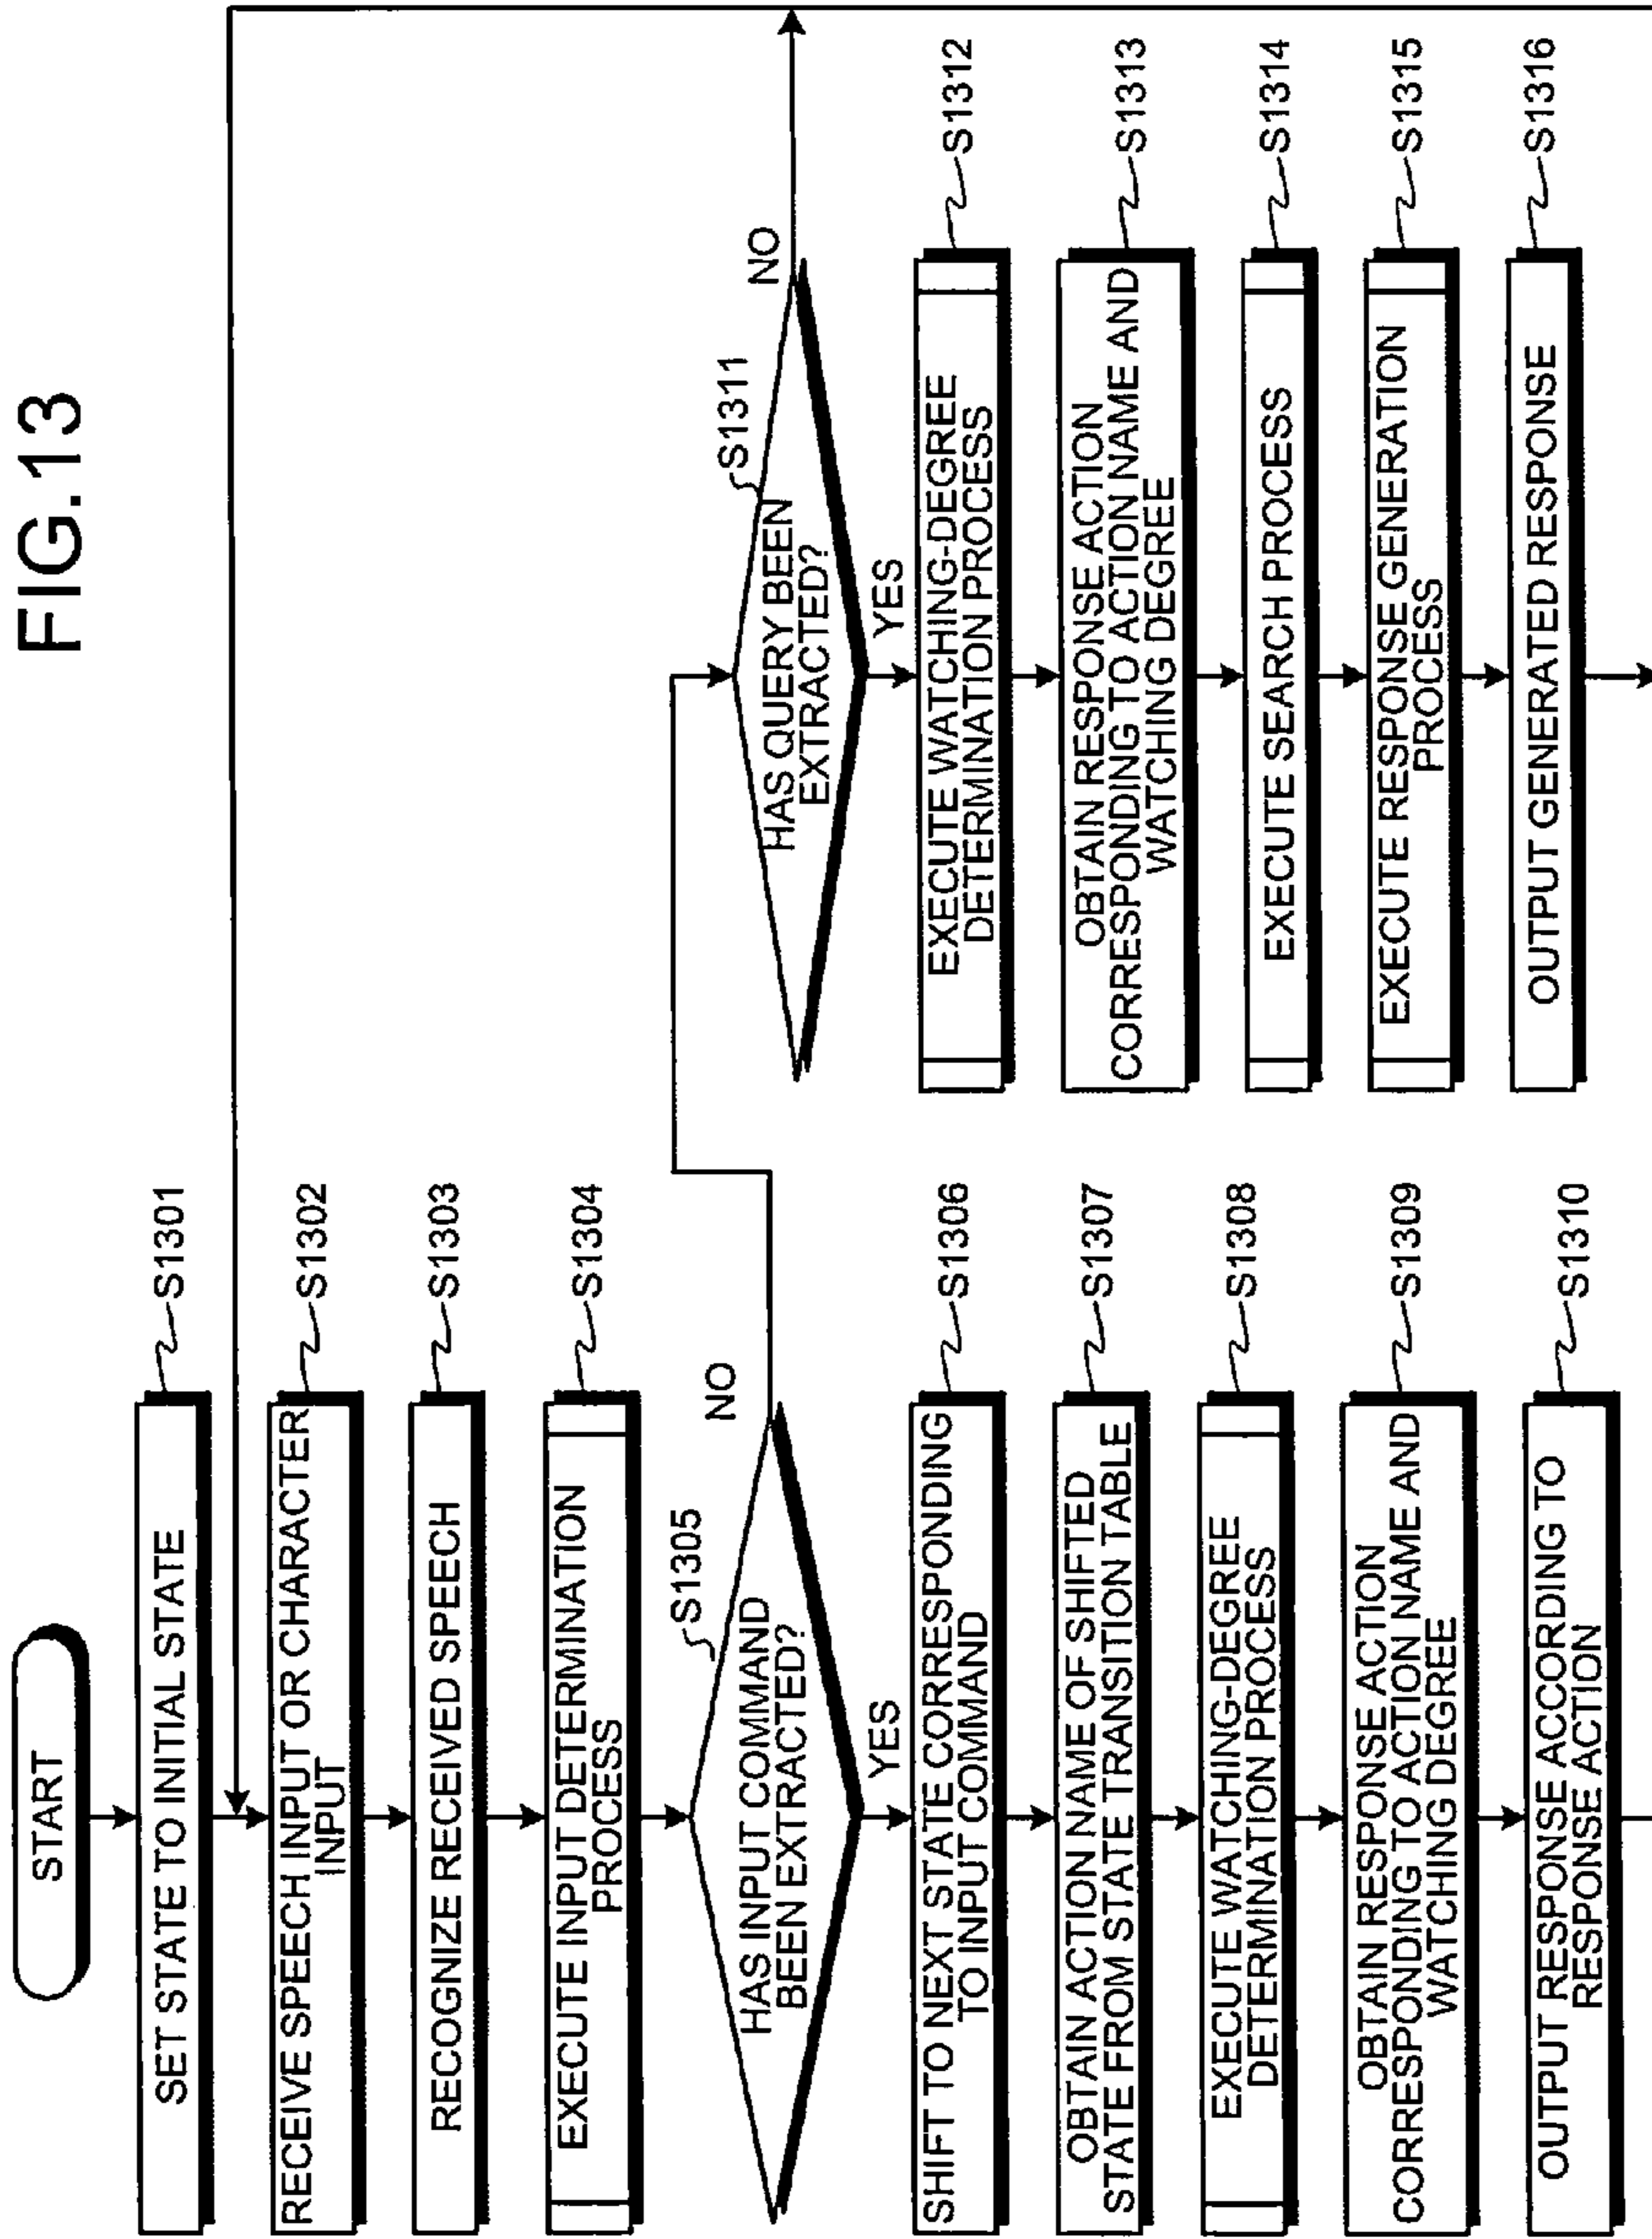 FIG.13
START
SET STATE TO INITIAL STATE
S1301
RECEIVE SPEECH INPUT OR CHARACTER
INPUT
S1302
RECOGNIZE RECEIVED SPEECH
S1303
EXECUTE INPUT DETERMINATION
PROCESS
S1304
S1305
HAS INPUT COMMAND
BEEN EXTRACTED?
NO
YES
SHIFT TO NEXT STATE CORRESPONDING
TO INPUT COMMAND
S1306
OBTAIN ACTION NAME OF SHIFTED
STATE FROM STATE TRANSITION TABLE
S1307
EXECUTE WATCHING-DEGREE
DETERMINATION PROCESS
S1308
OBTAIN RESPONSE ACTION
CORRESPONDING TO ACTION NAME AND
WATCHING DEGREE
S1309
OUTPUT RESPONSE ACCORDING TO
RESPONSE ACTION
S1310
S1311
HAS QUERY BEEN
EXTRACTED?
NO
YES
EXECUTE WATCHING-DEGREE
DETERMINATION PROCESS
S1312
OBTAIN RESPONSE ACTION
CORRESPONDING TO ACTION NAME AND
WATCHING DEGREE
S1313
EXECUTE SEARCH PROCESS
S1314
EXECUTE RESPONSE GENERATION
PROCESS
S1315
OUTPUT GENERATED RESPONSE
S1316